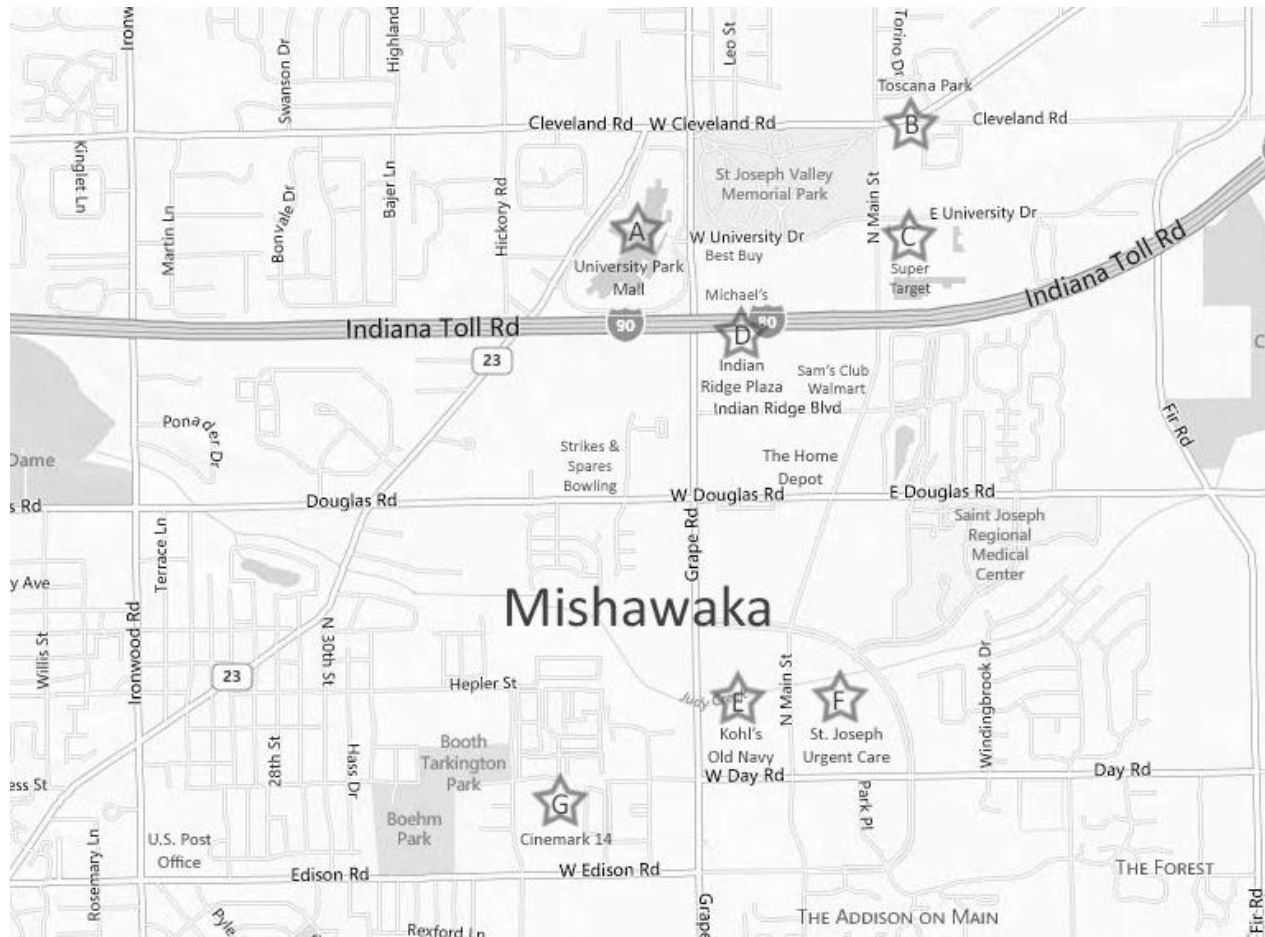 Ironw
Swanson Dr
Highland
Leo St
Torino Dr
Toscana Park
B
Cleveland Rd
W Cleveland Rd
Cleveland Rd
Kinglet Ln
Martin Ln
Bonvale Dr
Bajer Ln
Hickory Rd
St Joseph Valley
Memorial Park
N Main St
E University Dr
A
University Park
Mall
W University Dr
Best Buy
C
Super
Target
Michael's
Indiana Toll Rd
Indiana Toll Rd
90
80
D
Indian
Ridge Plaza
Sam's Club
Walmart
Indian Ridge Blvd
23
Ponader Dr
Fir Rd
C
Dame
Strikes &
Spares
Bowling
The Home
Depot
s Rd
Douglas Rd
W Douglas Rd
E Douglas Rd
Terrace Ln
Grape Rd
Saint Joseph
Regional
Medical
Center
y Ave
Mishawaka
Willis St
Ironwood Rd
N 30th St
23
Hepler St
Judy Creek
E
Kohl's
Old Navy
N Main St
F
St. Joseph
Urgent Care
Windingbrook Dr
W Day Rd
Day Rd
28th St
Hass Dr
Booth
Tarkington
Park
ess St
Boehm
Park
G
Cinemark 14
Park Pl
Rosemary Ln
U.S. Post
Office
Edison Rd
W Edison Rd
THE FOREST
Pyle
Rexford Ln
Grape
THE ADDISON ON MAIN
Fir Rd